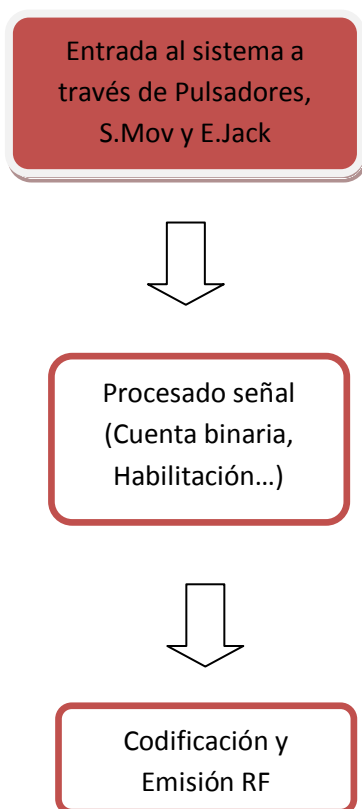 Entrada al sistema a
través de Pulsadores,
S.Mov y E.Jack
Procesado señal
(Cuenta binaria,
Habilitación…)
Codificación y
Emisión RF